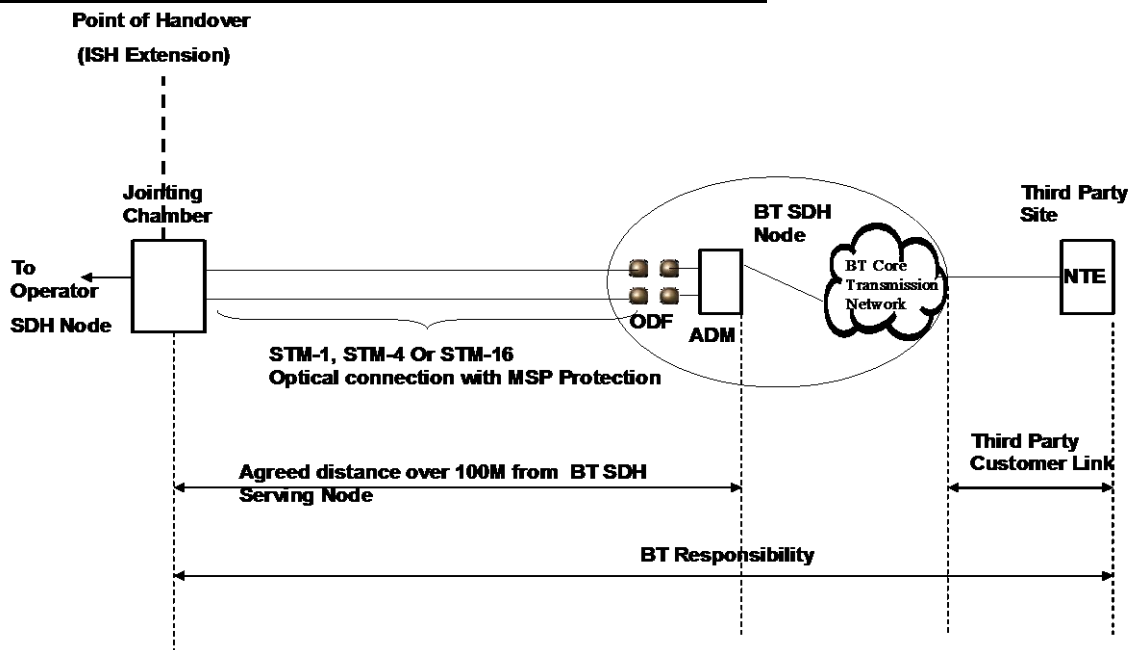 Point of Handover
(ISH Extension)
Jointing
Chamber
To
Operator
SDH Node
BT SDH
Node
Third Party
Site
BT Core
Transmission
Network
NTE
ODF
ADM
STM-1, STM-4 Or STM-16
Optical connection with MSP Protection
Third Party
Customer Link
Agreed distance over 100M from BT SDH
Serving Node
BT Responsibility